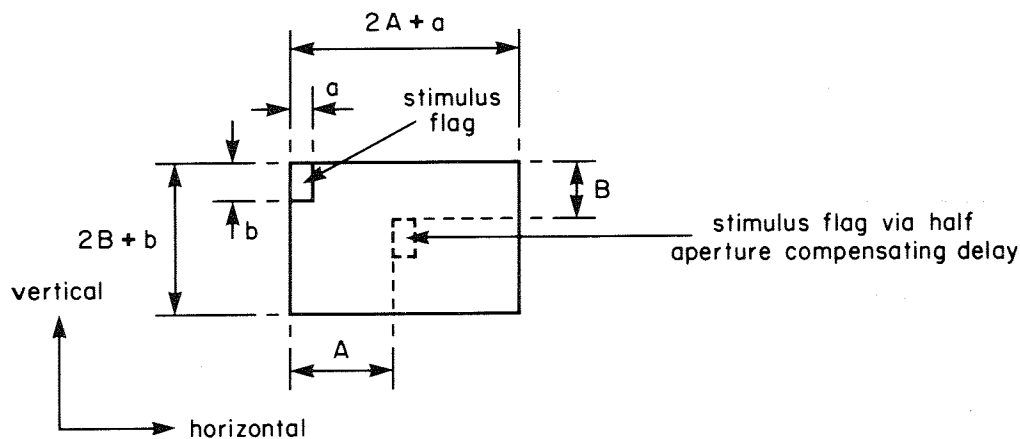 2A + a
a
stimulus
flag
B
b
2B + b
stimulus flag via half
aperture compensating delay
vertical
A
horizontal